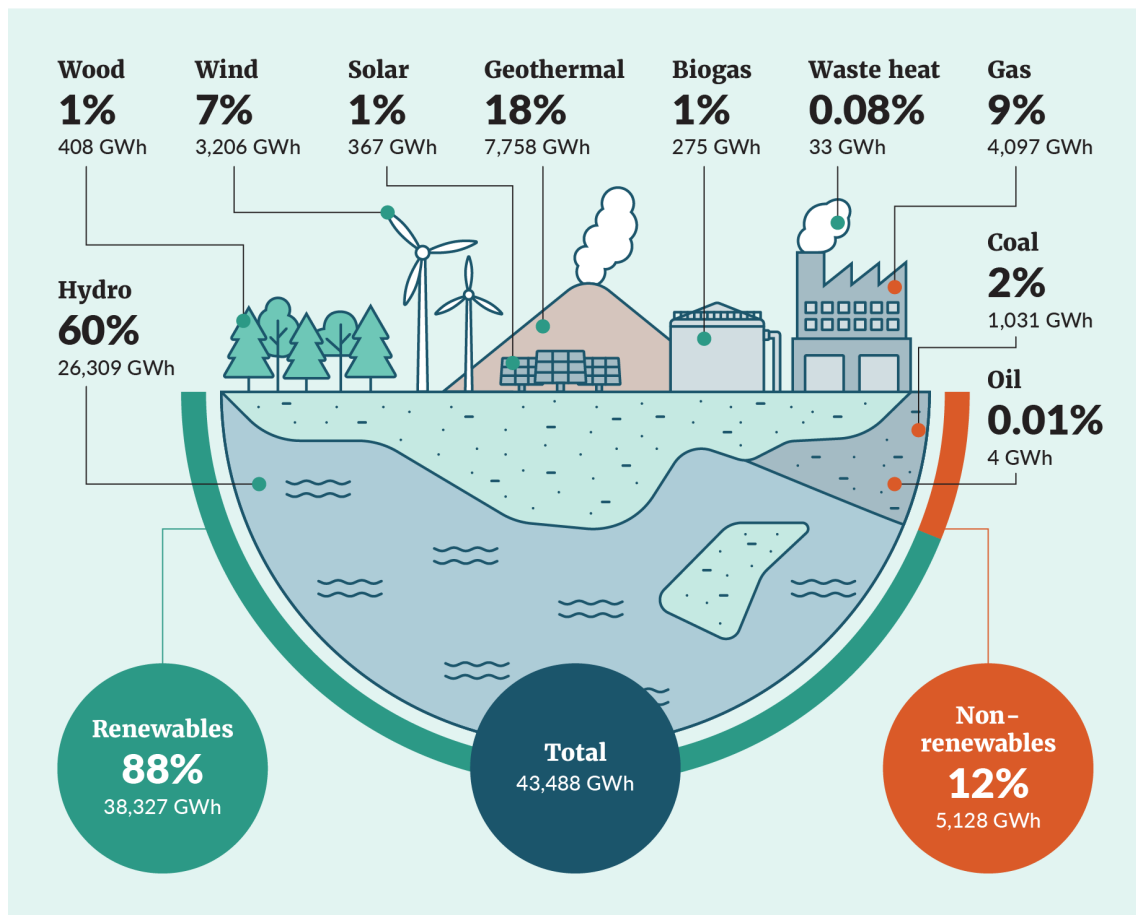 Wood
1%
408 GWh
Wind
7%
3,206 GWh
Solar
1%
367 GWh
Geothermal
18%
7,758 GWh
Biogas
1%
275 GWh
Waste heat
0.08%
33 GWh
Gas
9%
4,097 GWh
Coal
2%
1,031 GWh
Hydro
60%
26,309 GWh
Oil
0.01%
4 GWh
Renewables
88%
38,327 GWh
Total
43,488 GWh
Non-
renewables
12%
5,128 GWh